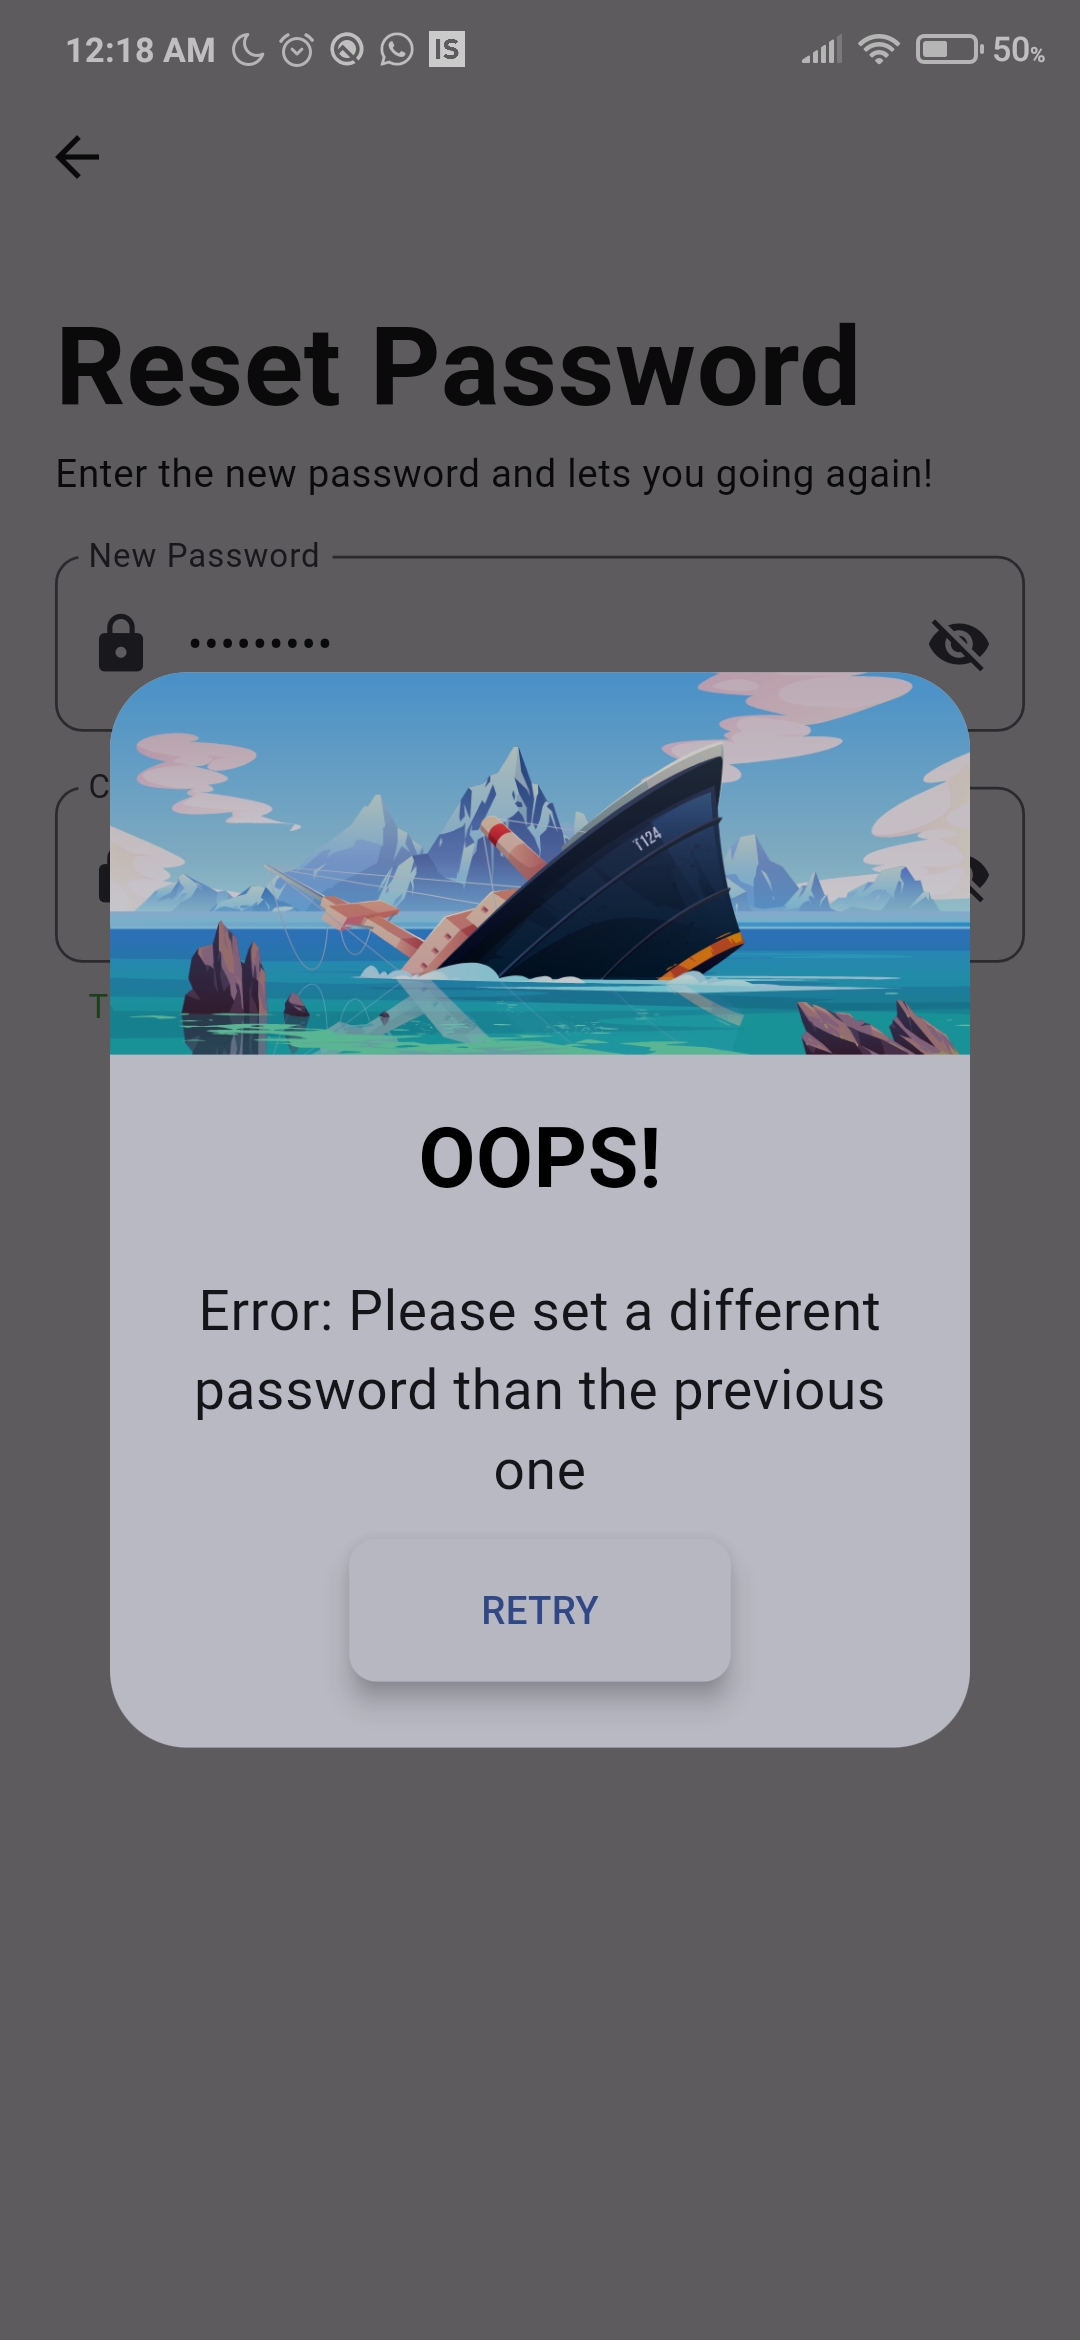 12:18 AM IS 50%
Reset Password
Enter the new password and lets you going again!
New Password
•••••••••
C
T
T124
OOPS!
Error: Please set a different
password than the previous
one
RETRY